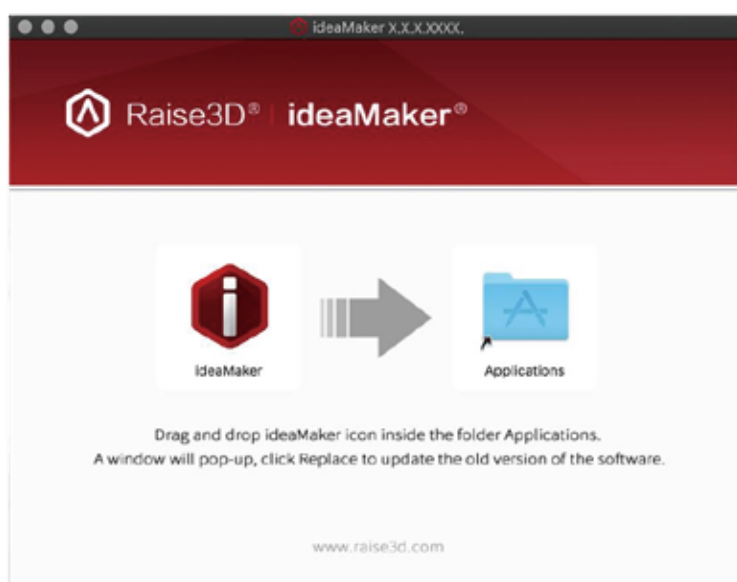 ideaMaker X.X.X.XXXX,
Raise3D® | ideaMaker®
ideaMaker
Applications
Drag and drop ideaMaker icon inside the folder Applications.
A window will pop-up, click Replace to update the old version of the software.
www.raise3d.com